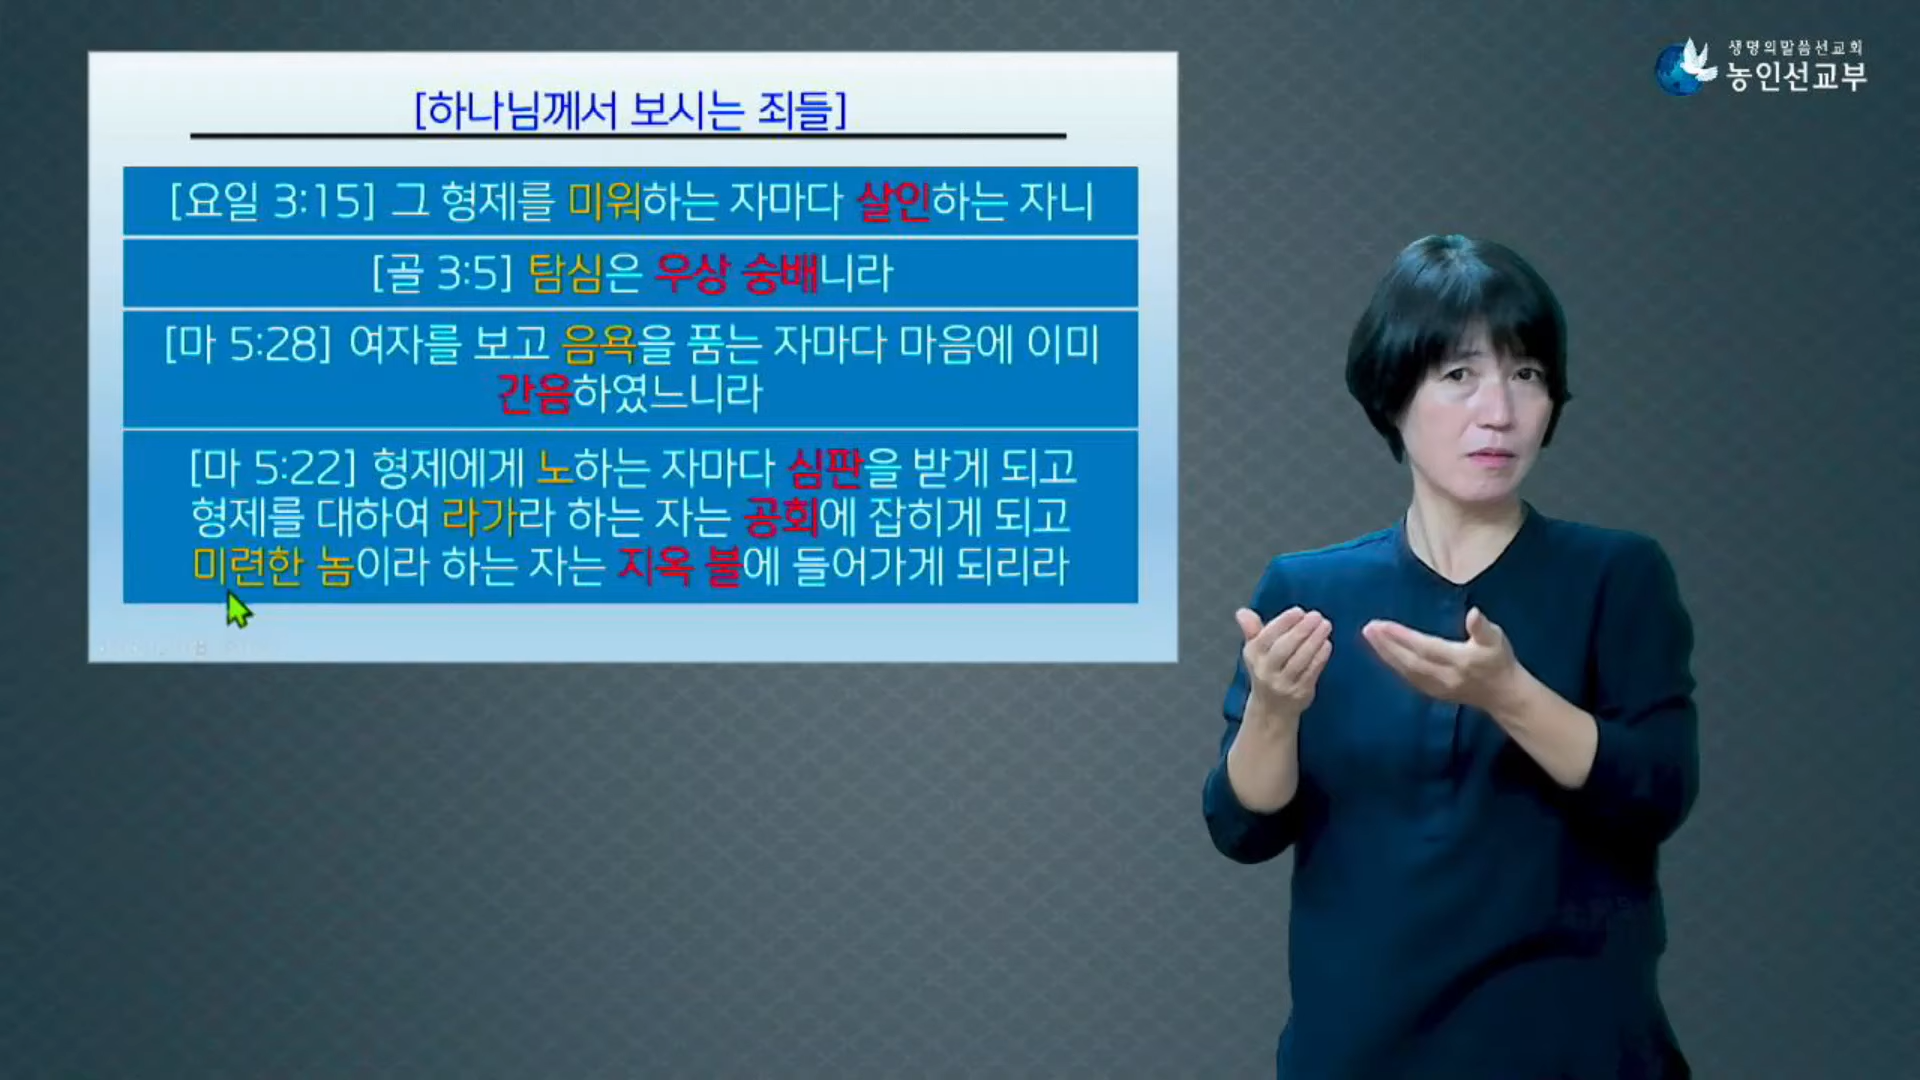 생명의말씀선교회
농인선교부
[하나님께서 보시는 죄들]
[요일 3:15] 그 형제를 미워하는 자마다 살인하는 자니
[골 3:5] 탐심은 우상 숭배니라
[마 5:28] 여자를 보고 음욕을 품는 자마다 마음에 이미
간음하였느니라
[마 5:22] 형제에게 노하는 자마다 심판을 받게 되고
형제를 대하여 라가라 하는 자는 공회에 잡히게 되고
미련한 놈이라 하는 자는 지옥 불에 들어가게 되리라